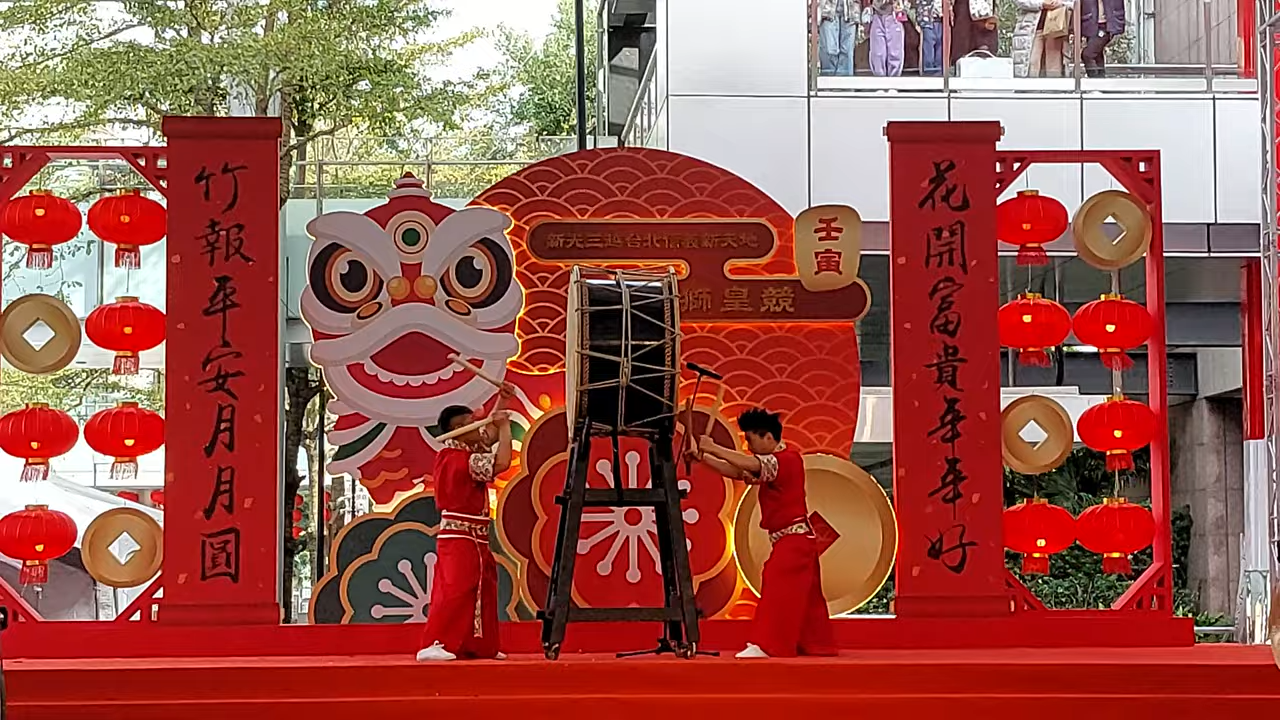 花開富貴年年好
竹報平安月月圓
新光三越台北信義新天地
壬寅
獅皇競